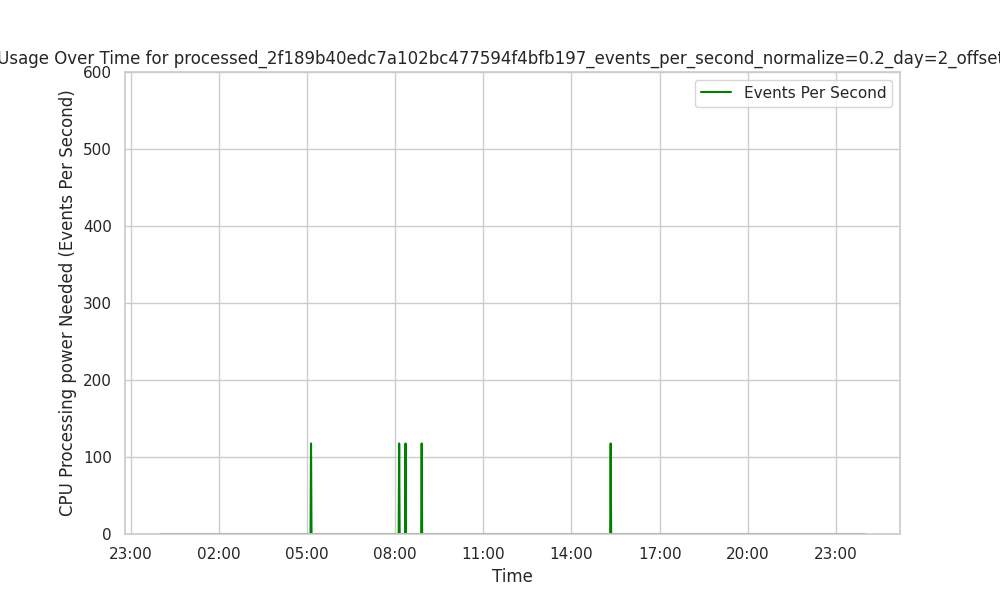 Usage Over Time for processed_2f189b40edc7a102bc477594f4bfb197_events_per_second_normalize=0.2_day=2_offset
Events Per Second
CPU Processing power Needed (Events Per Second)
600
500
400
300
200
100
0
23:00 02:00 05:00 08:00 11:00 14:00 17:00 20:00 23:00
Time